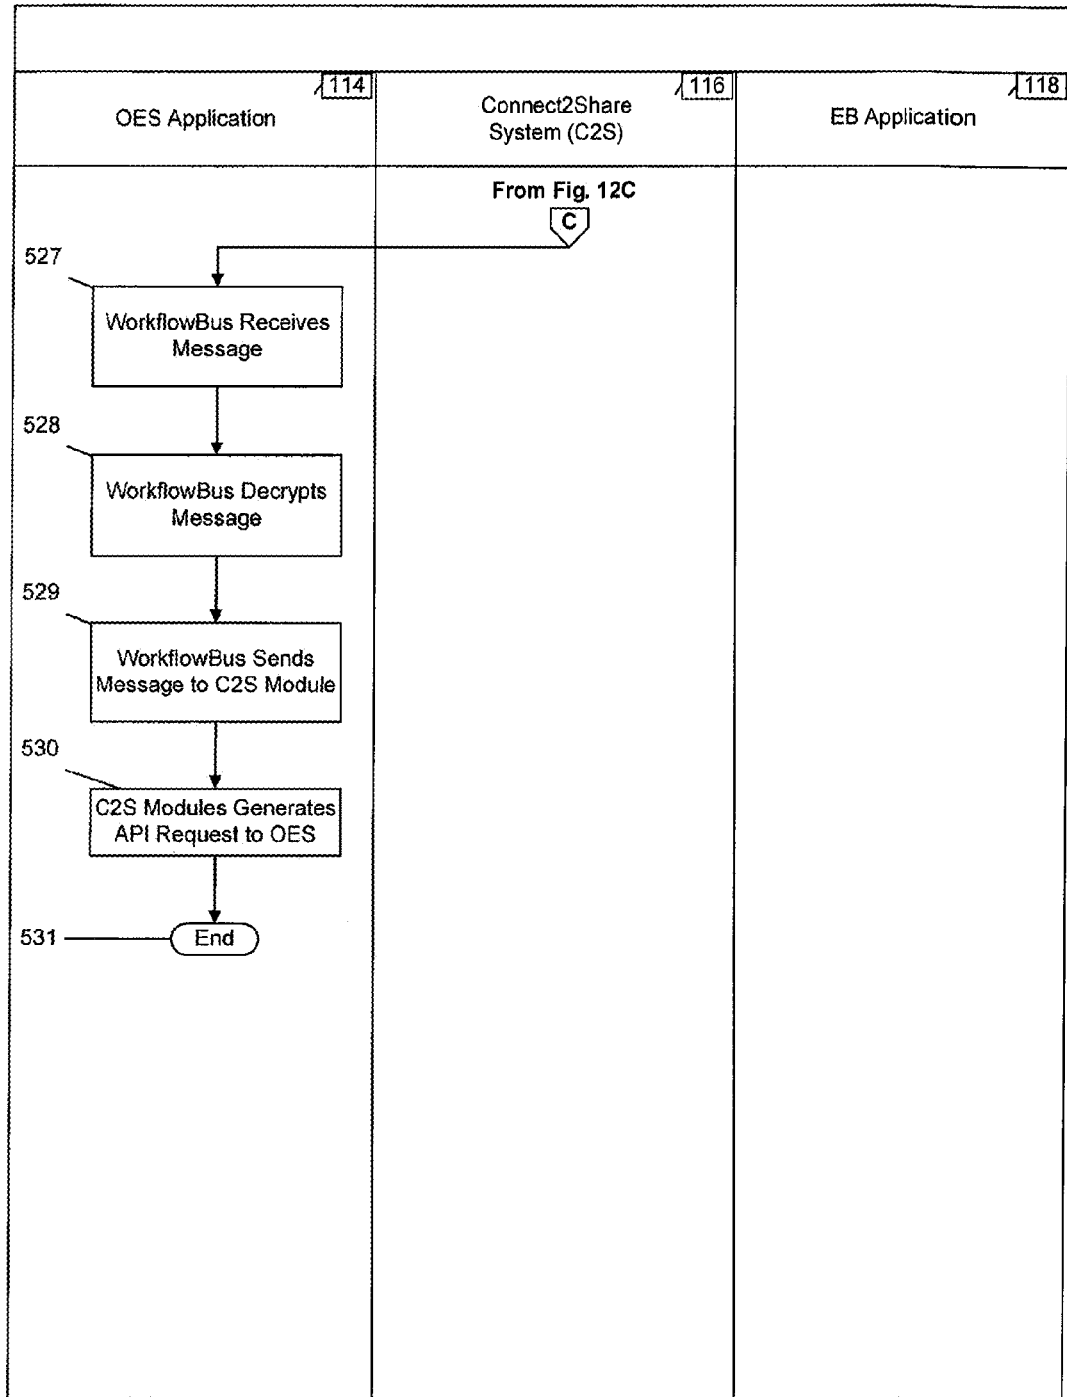 114
OES Application
116
Connect2Share
System (C2S)
118
EB Application
From Fig. 12C
C
527
WorkflowBus Receives
Message
528
WorkflowBus Decrypts
Message
529
WorkflowBus Sends
Message to C2S Module
530
C2S Modules Generates
API Request to OES
531
End